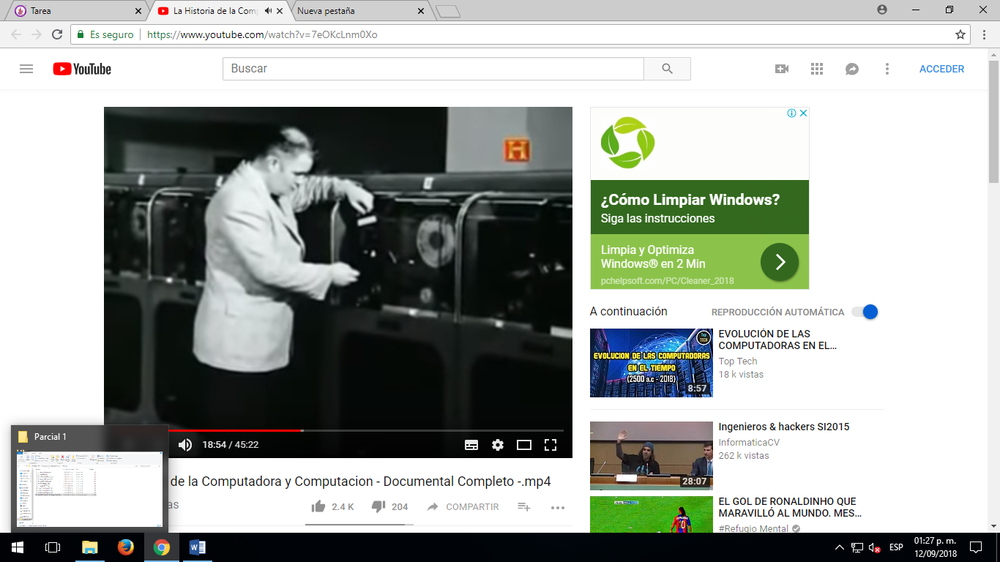 Tarea
La Historia de la Comp
Nueva pestaña
Es seguro
https://www.youtube.com/watch?v=7eOKcLnm0Xo
YouTube
Buscar
ACCEDER
H
¿Cómo Limpiar Windows?
Siga las instrucciones
Limpia y Optimiza
Windows® en 2 Min
pchelpsoft.com/PC/Cleaner_2018
A continuación
REPRODUCCIÓN AUTOMÁTICA
Top
TECH
EVOLUCION DE LAS COMPUTADORAS
EN EL TIEMPO
(2500 a.c - 2018)
8:57
EVOLUCIÓN DE LAS
COMPUTADORAS EN EL...
Top Tech
18 k vistas
28:07
Ingenieros & hackers SI2015
InformaticaCV
262 k vistas
10
EL GOL DE RONALDINHO QUE
MARAVILLÓ AL MUNDO. MES...
#Refugio Mental
18:54 / 45:22
Parcial 1
de la Computadora y Computacion - Documental Completo -.mp4
as
2.4 K
204
COMPARTIR
ESP
01:27 p. m.
12/09/2018